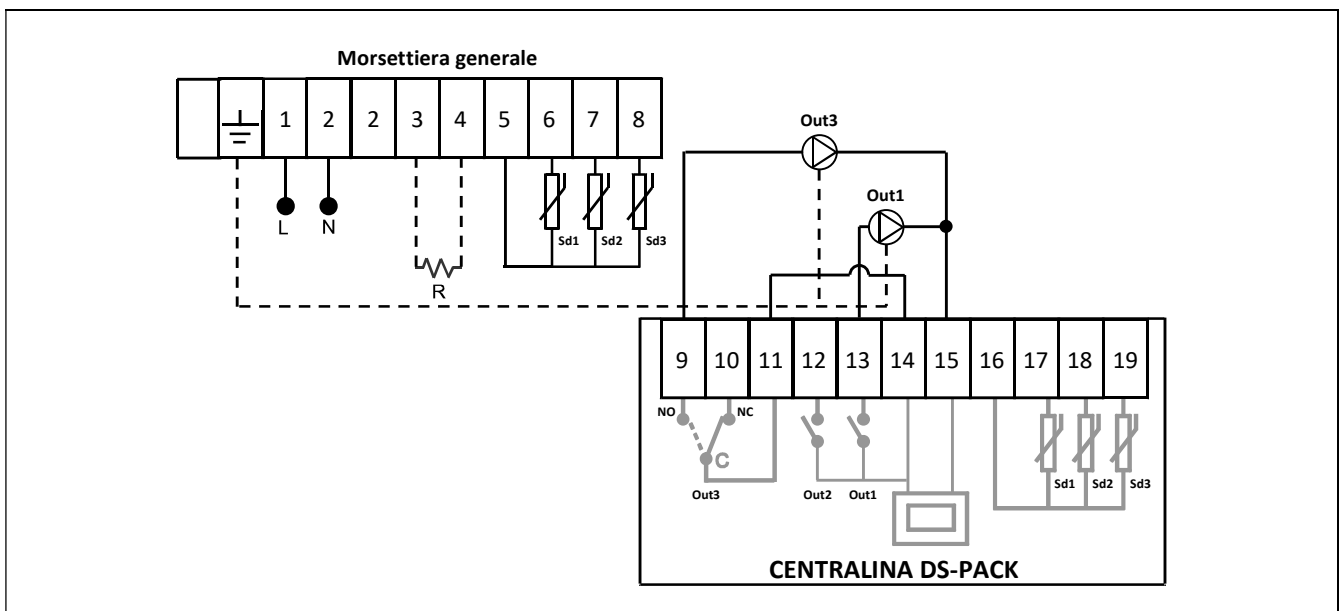 Morsettiera generale
1 2 2 3 4 5 6 7 8
L N
R
Sd1 Sd2 Sd3
Out3
Out1
9 10 11 12 13 14 15 16 17 18 19
NO NC
C
Out3 Out2 Out1
Sd1 Sd2 Sd3
CENTRALINA DS-PACK